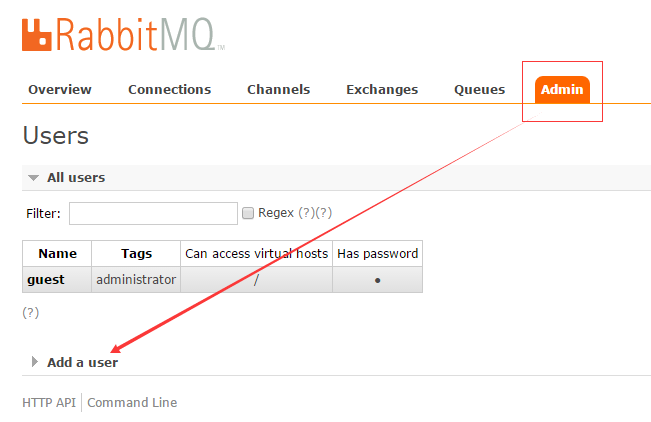 RabbitMQ™
Overview Connections Channels Exchanges Queues Admin
Users
All users
Filter: Regex (?)(?)
Name Tags Can access virtual hosts Has password
guest administrator / ●
(?)
Add a user
HTTP API Command Line